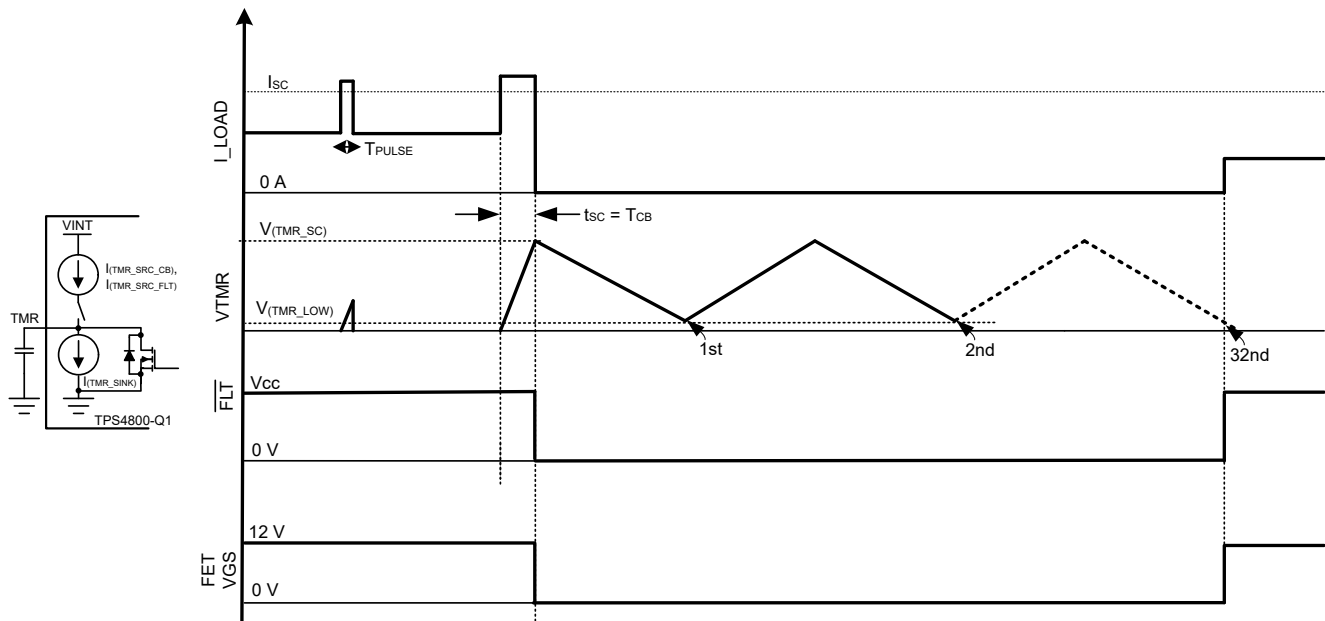 ISC
I_LOAD
TPULSE
0 A
tSC = TCB
V(TMR_SC)
VTMR
V(TMR_LOW)
1st
2nd
32nd
VINT
I(TMR_SRC_CB),
I(TMR_SRC_FLT)
TMR
I(TMR_SINK)
TPS4800-Q1
Vcc
FLT
0 V
12 V
FET
VGS
0 V